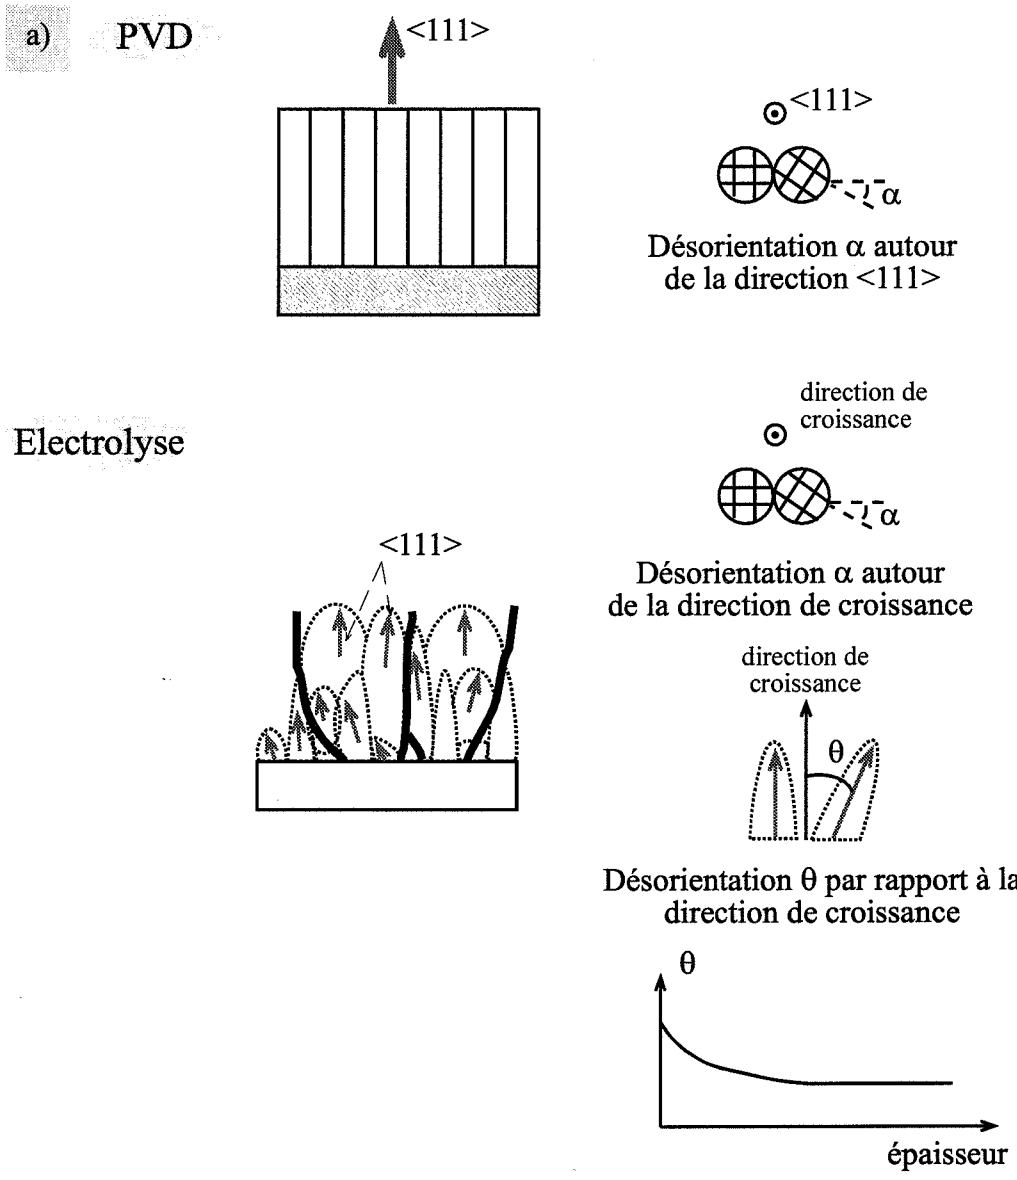 a) PVD
<111>
<111>
α
Désorientation α autour
de la direction <111>
Electrolyse
direction de
croissance
α
Désorientation α autour
de la direction de croissance
<111>
direction de
croissance
θ
Désorientation θ par rapport à la
direction de croissance
θ
épaisseur